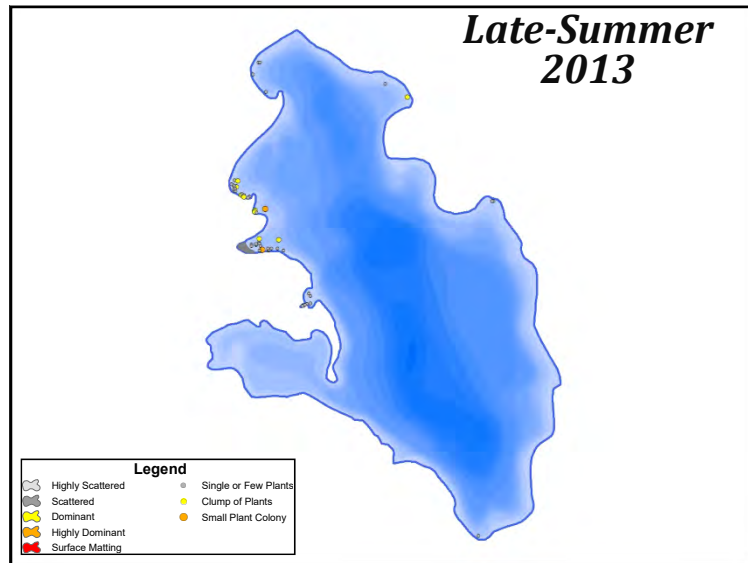 Late-Summer
2013
Legend
Highly Scattered
Scattered
Dominant
Highly Dominant
Surface Matting
Single or Few Plants
Clump of Plants
Small Plant Colony